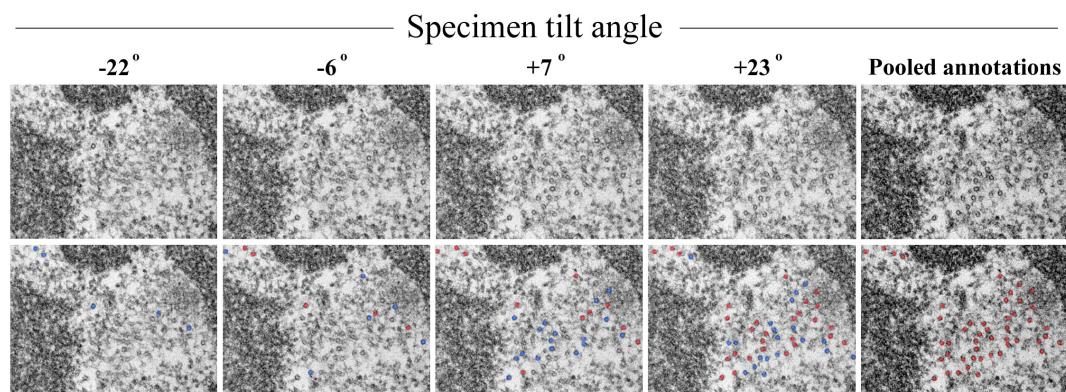 Specimen tilt angle
-22°
-6°
+7°
+23°
Pooled annotations